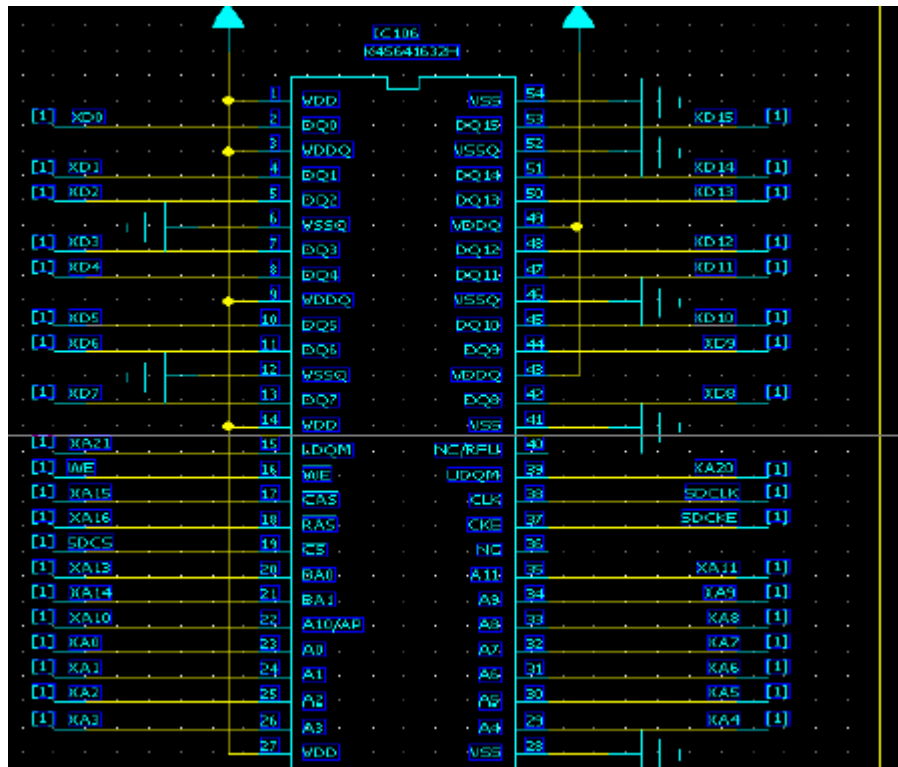 IC106
K4S641632H
1 VDD VSS 54
[1] XD0 2 DQ0 DQ15 53 XD15 [1]
3 VDDQ VSSQ 52
[1] XD1 4 DQ1 DQ14 51 XD14 [1]
[1] XD2 5 DQ2 DQ13 50 XD13 [1]
6 VSSQ VDDQ 49
[1] XD3 7 DQ3 DQ12 48 XD12 [1]
[1] XD4 8 DQ4 DQ11 47 XD11 [1]
9 VDDQ VSSQ 46
[1] XD5 10 DQ5 DQ10 45 XD10 [1]
[1] XD6 11 DQ6 DQ9 44 XD9 [1]
12 VSSQ VDDQ 43
[1] XD7 13 DQ7 DQ8 42 XD8 [1]
14 VDD VSS 41
[1] XA21 15 LDQM NC/RFU 40
[1] WE 16 WE UDQM 39 XA20 [1]
[1] XA15 17 CAS CLK 38 SDCLK [1]
[1] XA16 18 RAS CKE 37 SDCKE [1]
[1] SDCS 19 CS NC 36
[1] XA13 20 BA0 A11 35 XA11 [1]
[1] XA14 21 BA1 A9 34 XA9 [1]
[1] XA10 22 A10/AP A8 33 XA8 [1]
[1] XA0 23 A0 A7 32 XA7 [1]
[1] XA1 24 A1 A6 31 XA6 [1]
[1] XA2 25 A2 A5 30 XA5 [1]
[1] XA3 26 A3 A4 29 XA4 [1]
27 VDD VSS 28